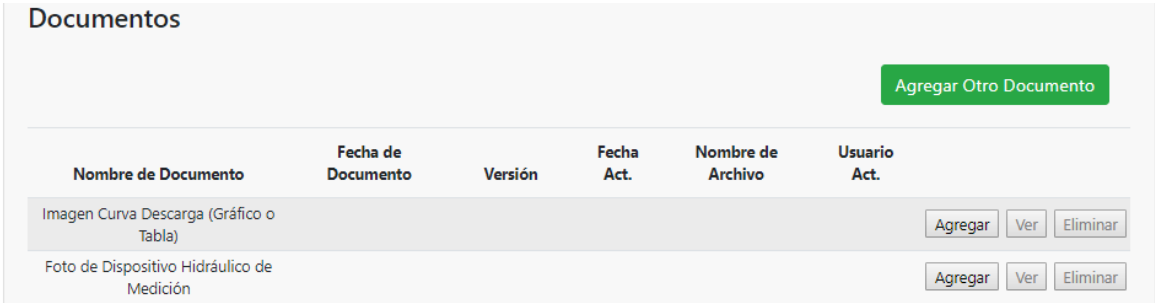 Documentos
Agregar Otro Documento
Nombre de Documento Fecha de Documento Versión Fecha Act. Nombre de Archivo Usuario Act.
Imagen Curva Descarga (Gráfico o
Tabla)
Agregar Ver Eliminar
Foto de Dispositivo Hidráulico de
Medición
Agregar Ver Eliminar